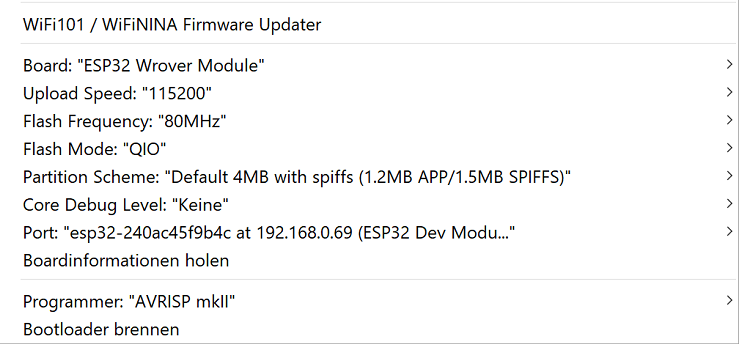 WiFi101 / WiFiNINA Firmware Updater
Board: "ESP32 Wrover Module"
Upload Speed: "115200"
Flash Frequency: "80MHz"
Flash Mode: "QIO"
Partition Scheme: "Default 4MB with spiffs (1.2MB APP/1.5MB SPIFFS)"
Core Debug Level: "Keine"
Port: "esp32-240ac45f9b4c at 192.168.0.69 (ESP32 Dev Modu..."
Boardinformationen holen
Programmer: "AVRISP mkII"
Bootloader brennen